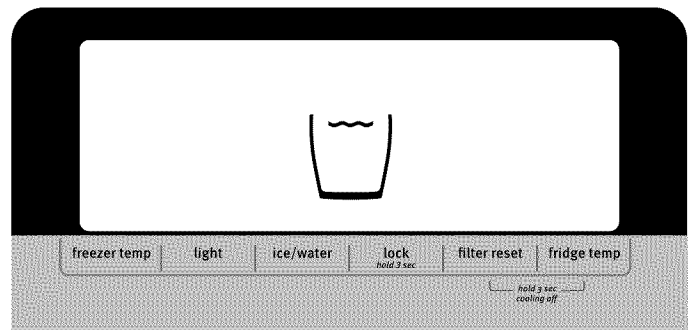 freezer temp light ice/water lock filter reset fridge temp
hold 3 sec
hold 3 sec
cooling off